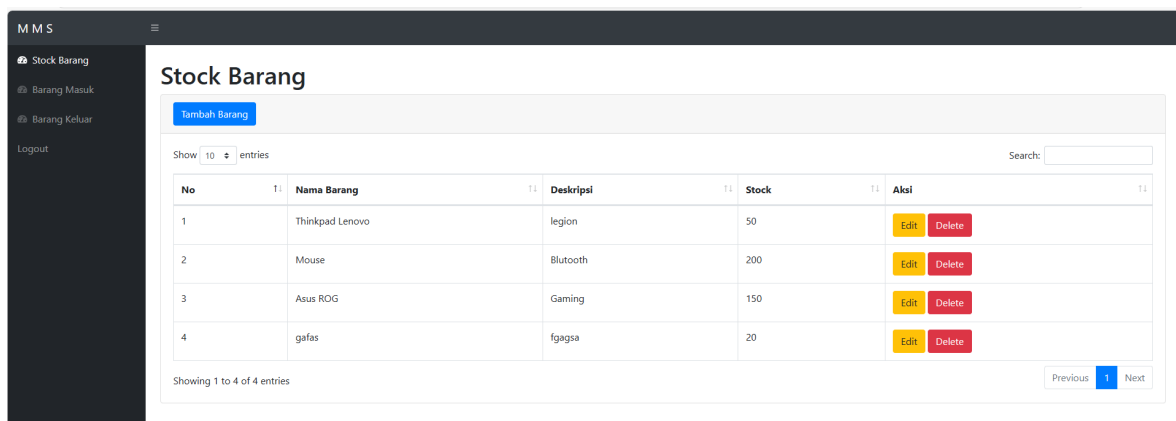 M M S
Stock Barang
Barang Masuk
Barang Keluar
Logout
Stock Barang
Tambah Barang
Show 10 entries
Search:
No Nama Barang Deskripsi Stock Aksi
1 Thinkpad Lenovo legion 50 Edit Delete
2 Mouse Blutooth 200 Edit Delete
3 Asus ROG Gaming 150 Edit Delete
4 gafas fgagsa 20 Edit Delete
Showing 1 to 4 of 4 entries
Previous 1 Next